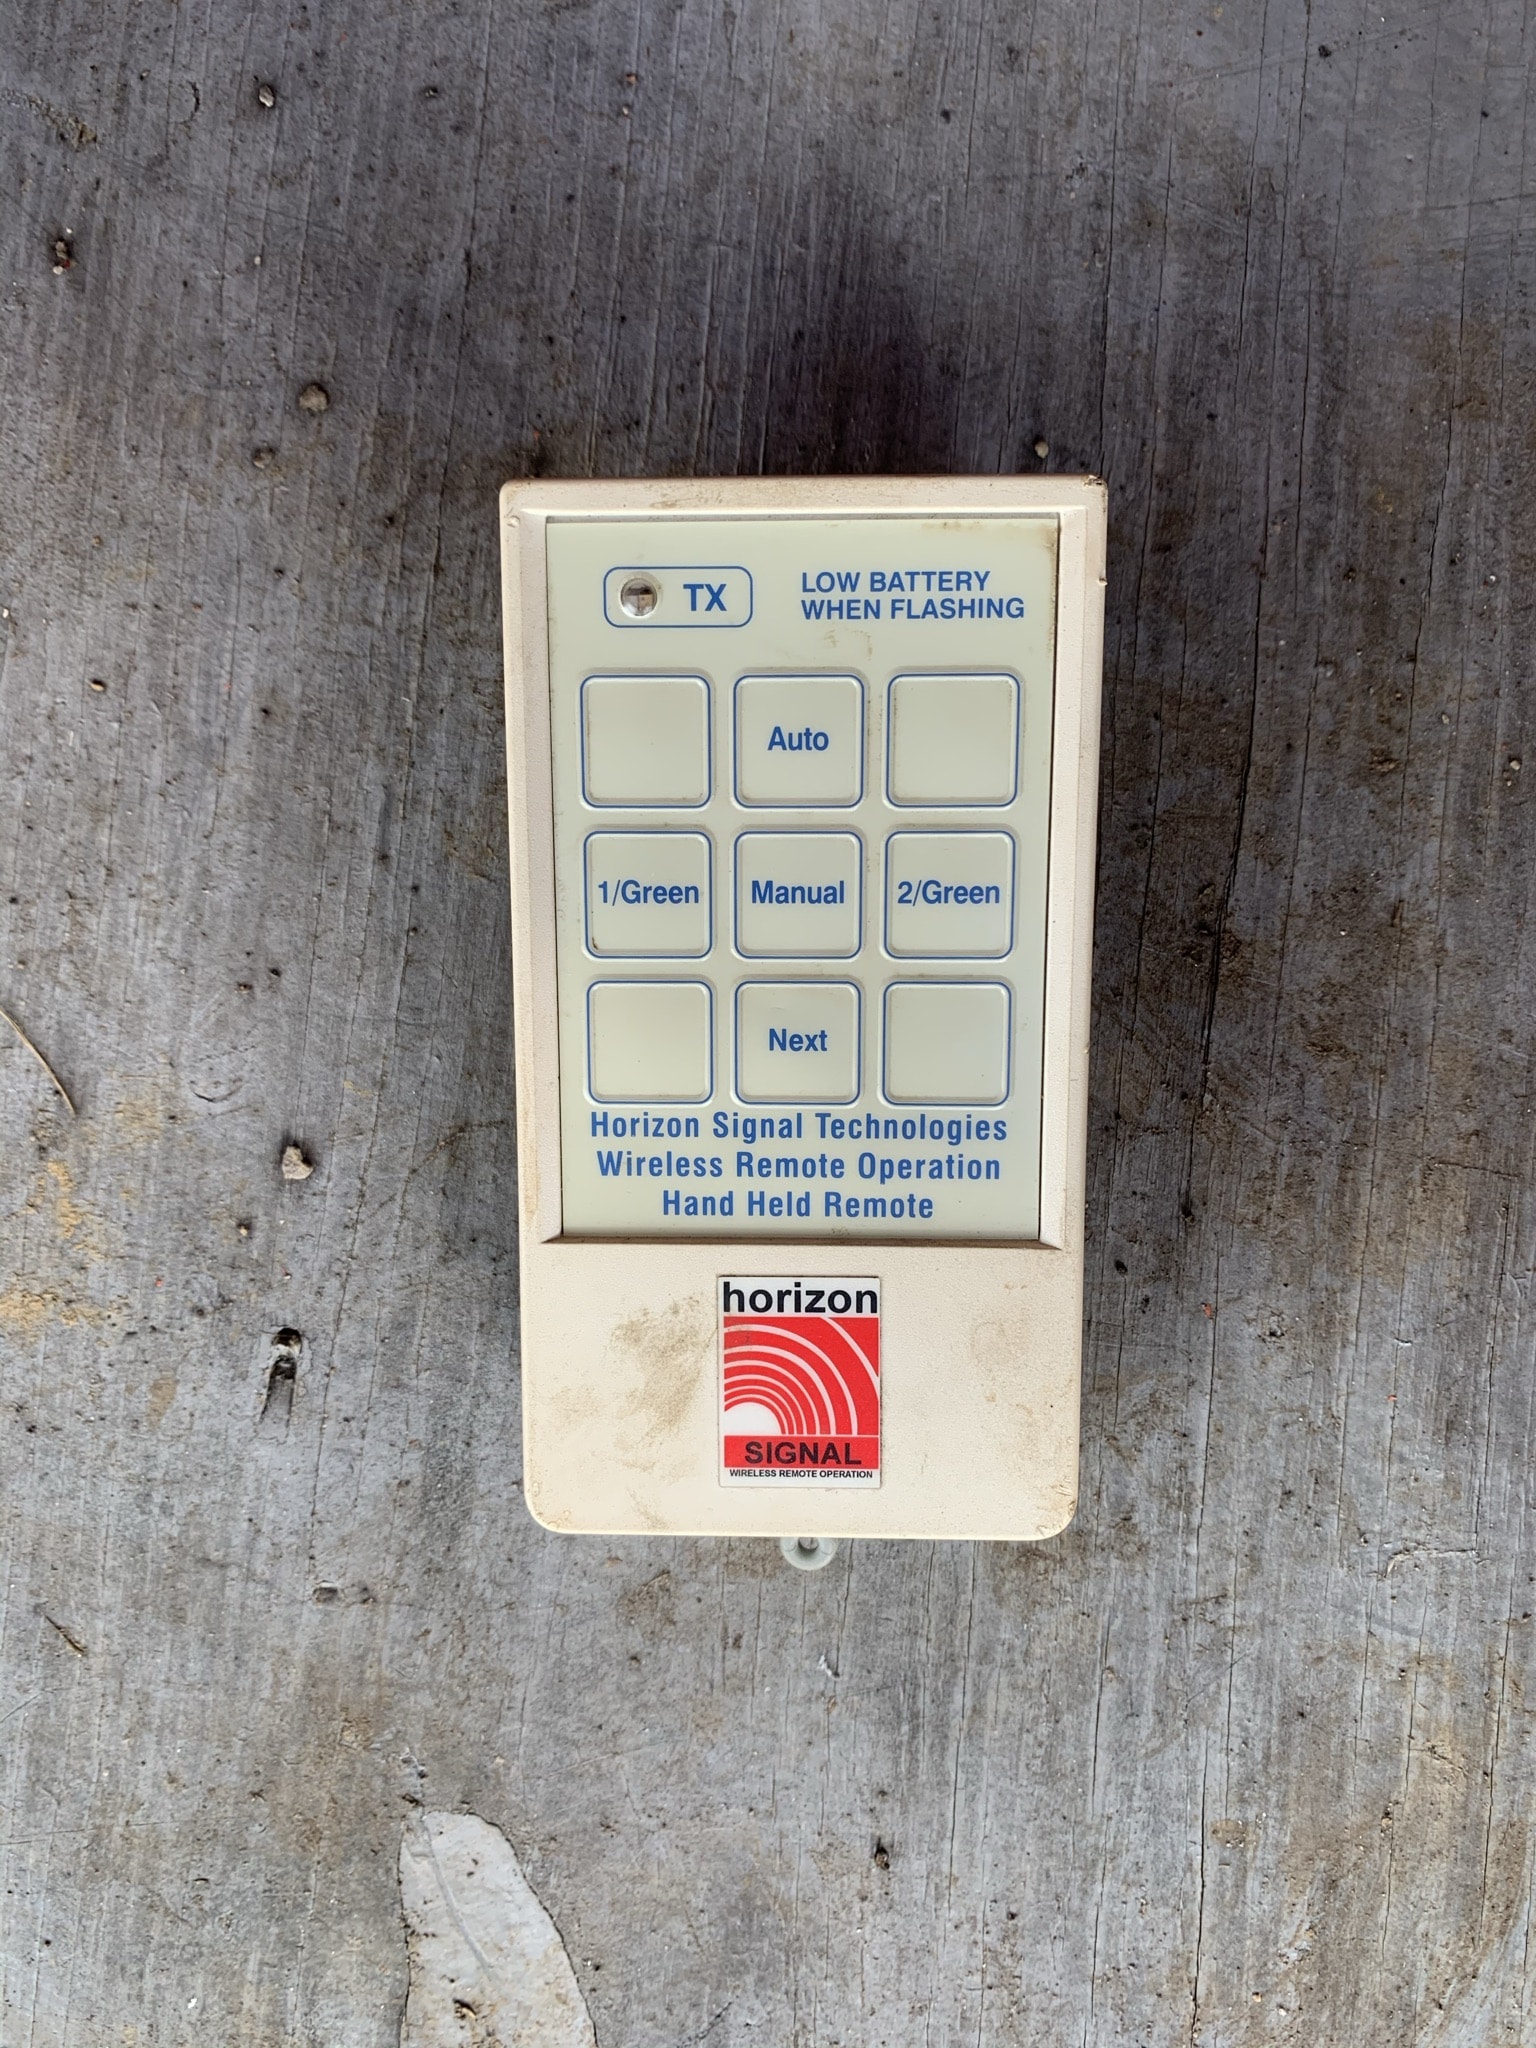 TX
LOW BATTERY
WHEN FLASHING
Auto
1/Green
Manual
2/Green
Next
Horizon Signal Technologies
Wireless Remote Operation
Hand Held Remote
horizon
SIGNAL
WIRELESS REMOTE OPERATION